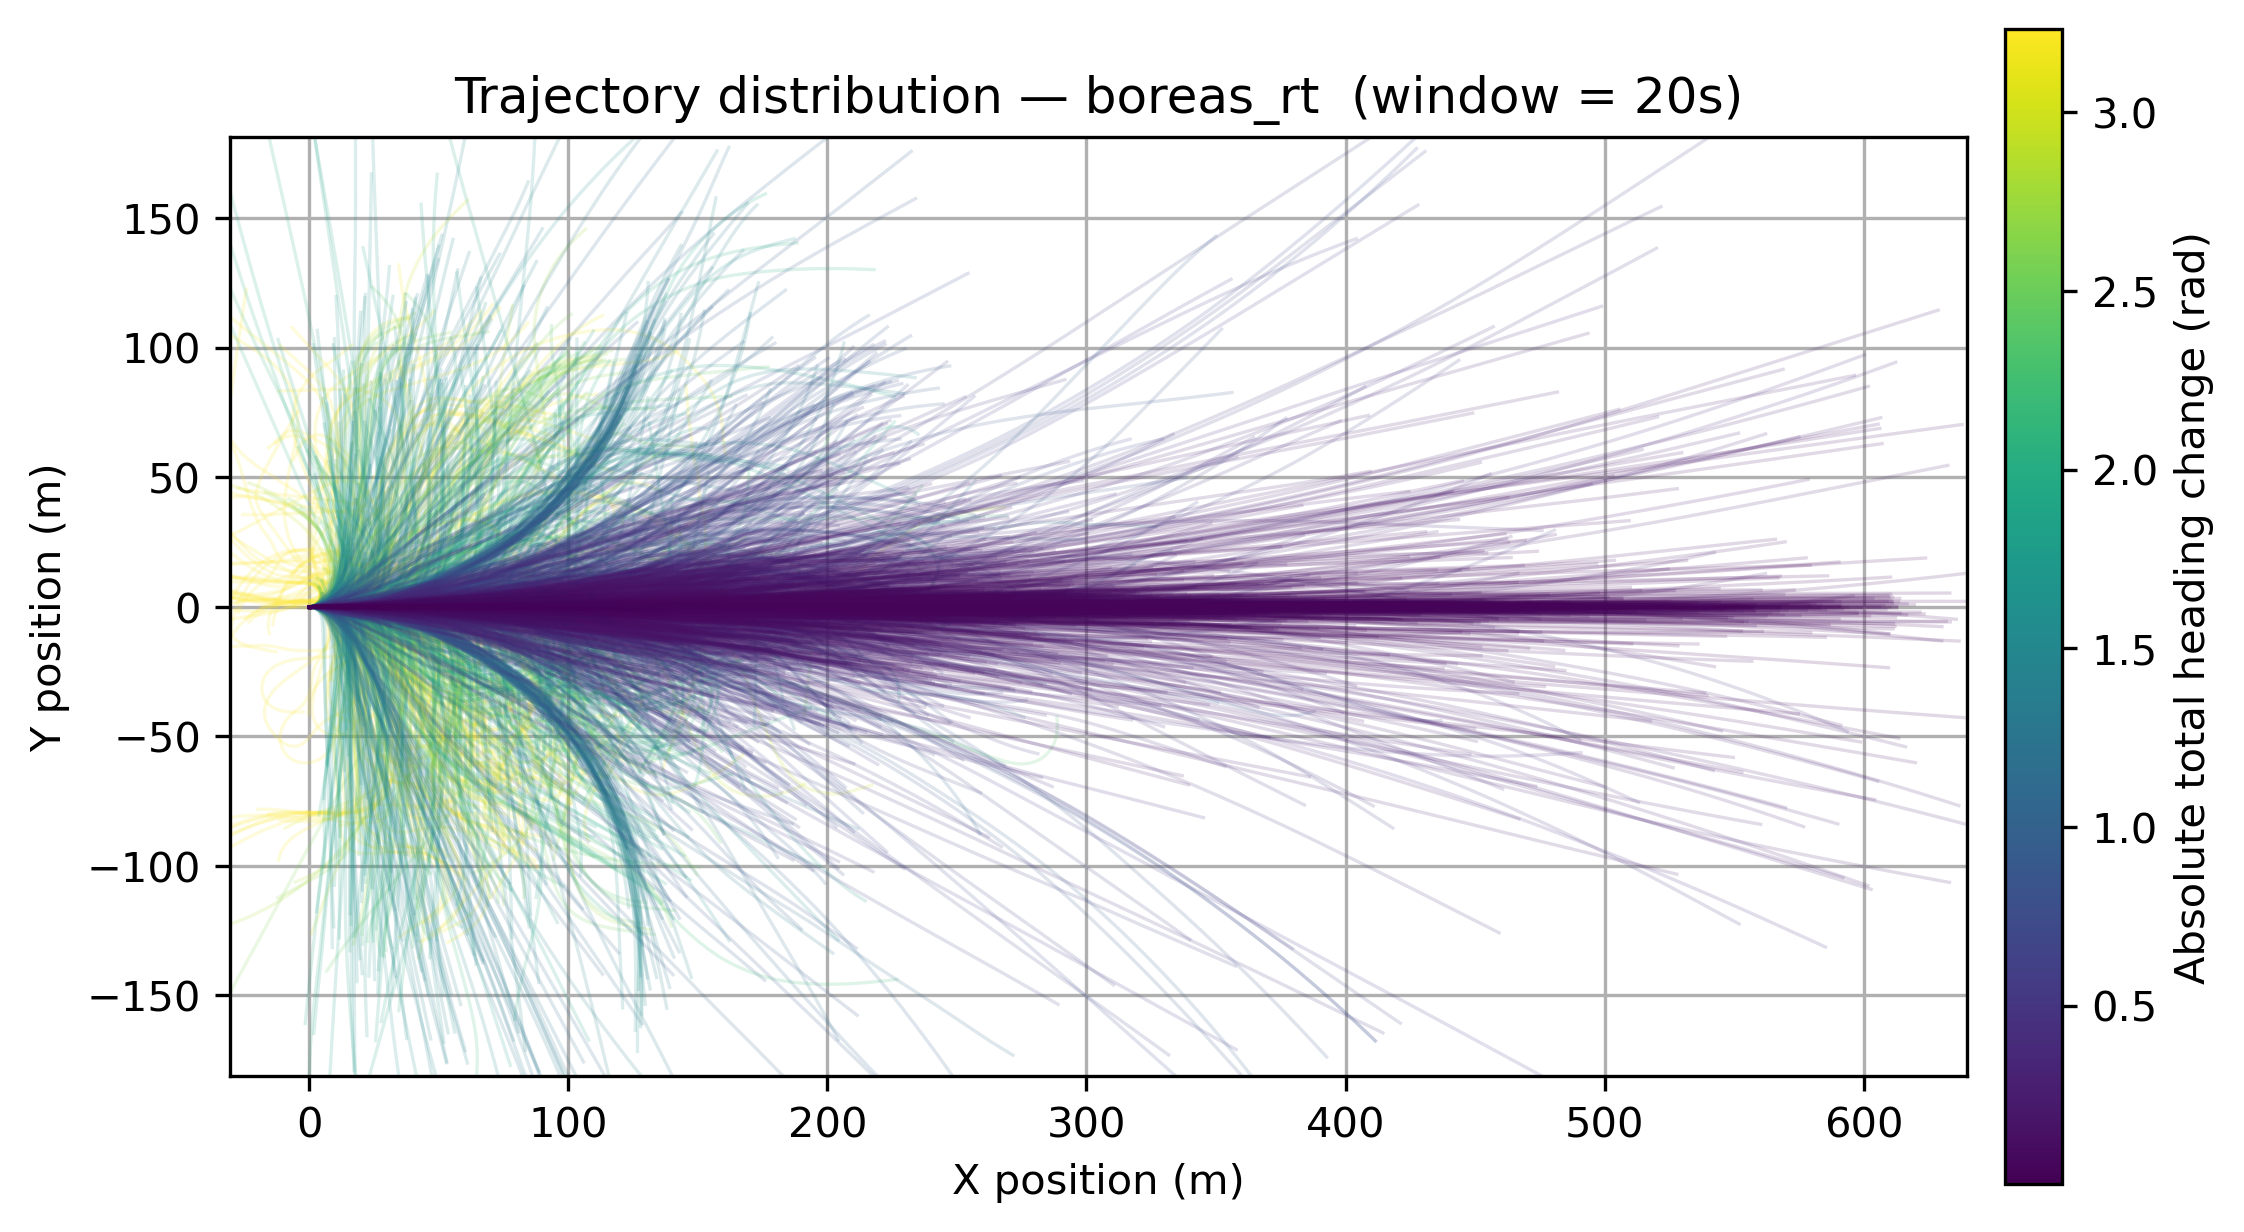 Trajectory distribution — boreas_rt  (window = 20s)
150
100
50
0
−50
−100
−150
Y position (m)
0 100 200 300 400 500 600
X position (m)
3.0
2.5
2.0
1.5
1.0
0.5
Absolute total heading change (rad)